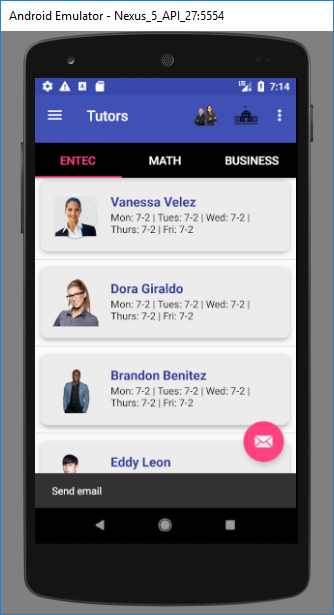 Android Emulator - Nexus_5_API_27:5554
LTE 7:14
Tutors
ENTEC MATH BUSINESS
Vanessa Velez
Mon: 7-2 | Tues: 7-2 | Wed: 7-2 |
Thurs: 7-2 | Fri: 7-2
Dora Giraldo
Mon: 7-2 | Tues: 7-2 | Wed: 7-2 |
Thurs: 7-2 | Fri: 7-2
Brandon Benitez
Mon: 7-2 | Tues: 7-2 | Wed: 7-2 |
Thurs: 7-2 | Fri: 7-2
Eddy Leon
Send email